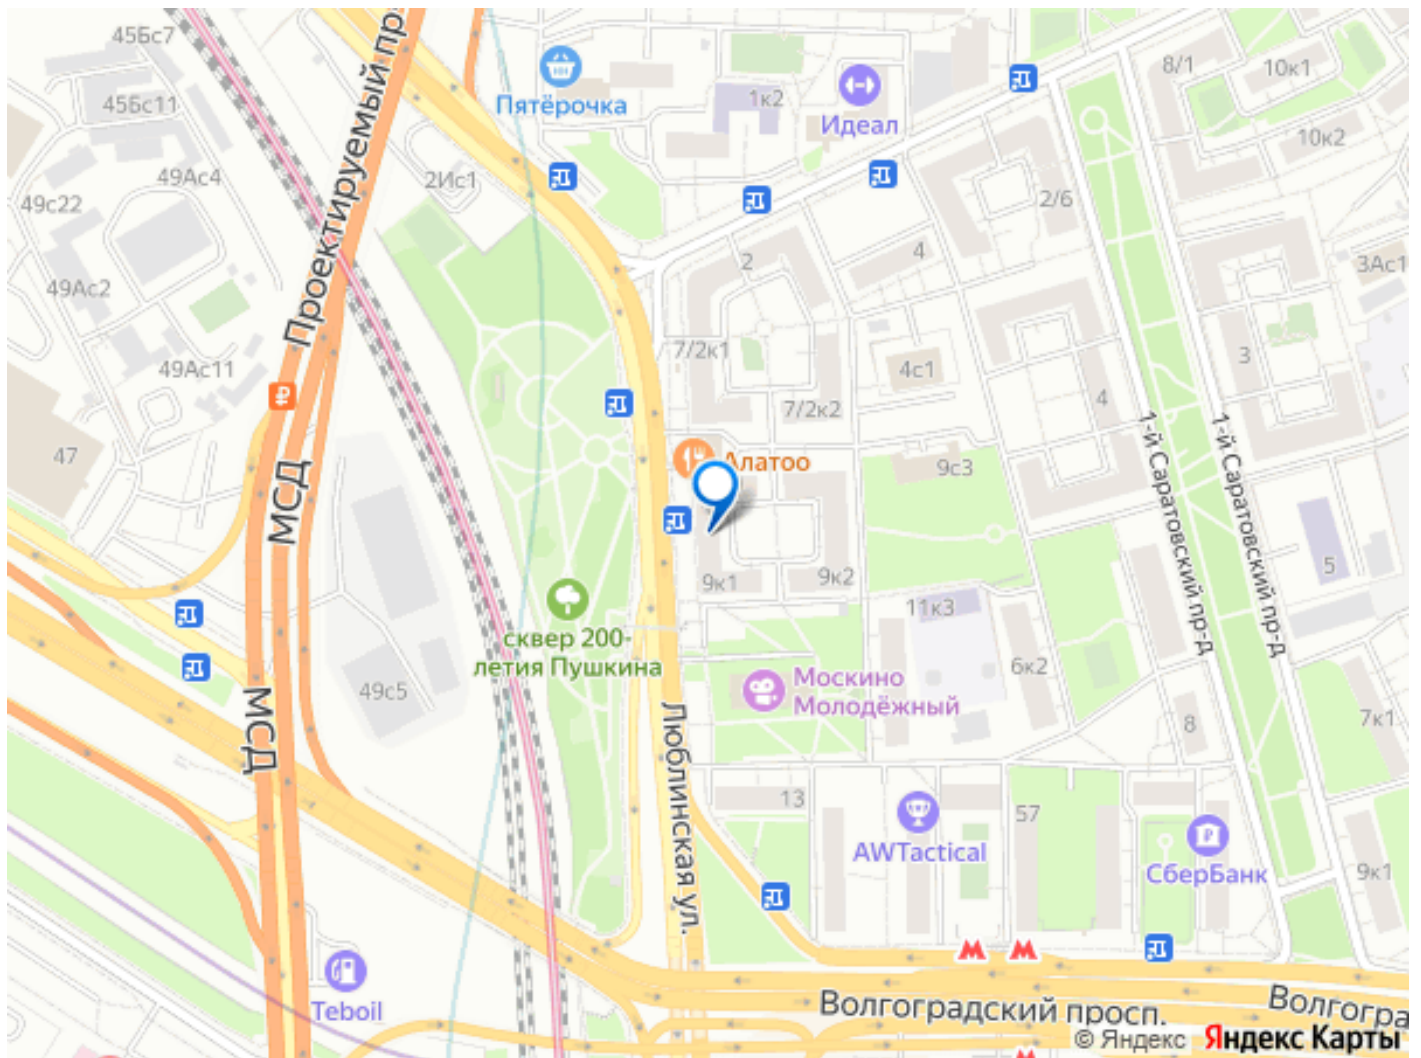 45Бс7
Проектируемый пр
8/1
10к1
Пятёрочка
45Бс11
1к2
Идеал
10к2
49Ас4
2Ис1
2/6
49с22
2
4
3Ас1
49Ас2
7/2к1
3
49Ас11
4с1
4
7/2к2
1-й Саратовский пр-д
1-й Саратовский пр-д
47
Алатоо
9с3
МСД
5
9к1
9к2
11к3
сквер 200-
летия Пушкина
6к2
Москино
Молодёжный
49с5
МСД
Люблинская ул.
8
7к1
13
57
AWTactical
СберБанк
9к1
Teboil
Волгоградский просп.
Волгогра
© Яндекс Яндекс Карты